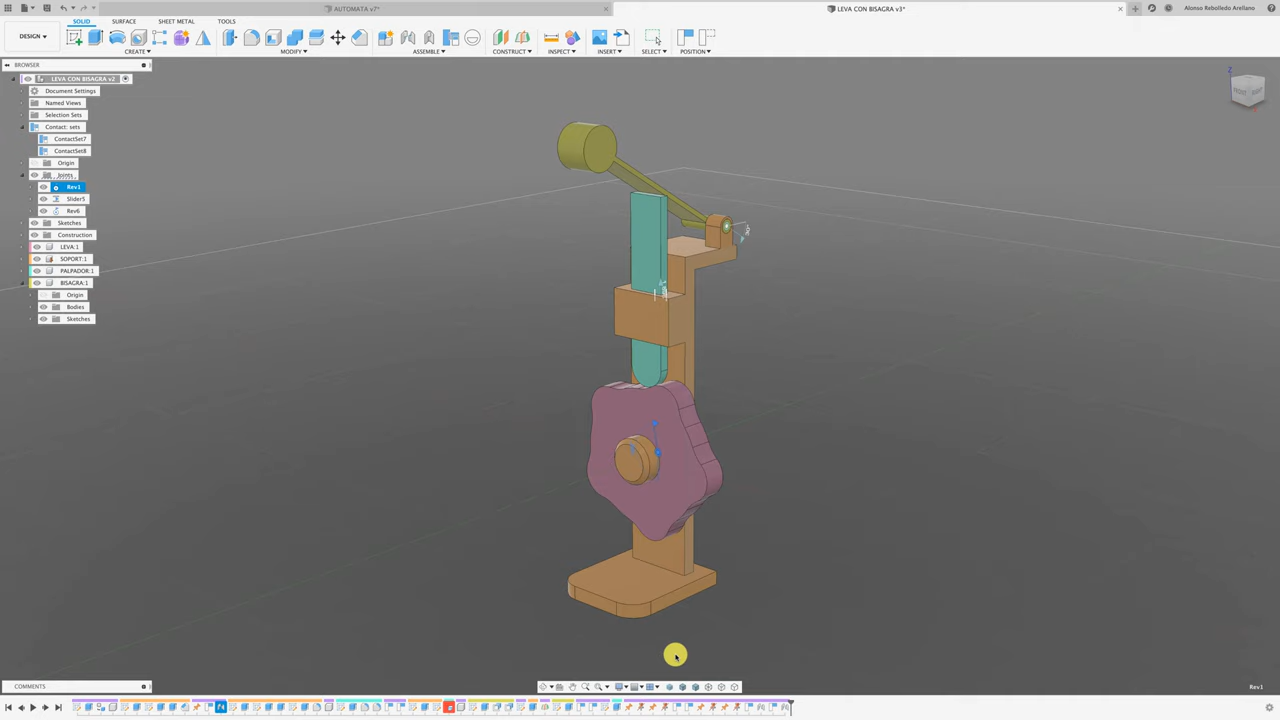 AUTOMATA v7*
LEVA CON BISAGRA v3*
Alonso Rebolledo Arellano
DESIGN
SOLID
SURFACE
SHEET METAL
TOOLS
CREATE
MODIFY
ASSEMBLE
CONSTRUCT
INSPECT
INSERT
SELECT
POSITION
BROWSER
LEVA CON BISAGRA v2
Document Settings
Named Views
Selection Sets
Contact: sets
ContactSet7
ContactSet8
Origin
Joints
Rev1
Slider5
Rev6
Sketches
Construction
LEVA:1
SOPORT:1
PALPADOR:1
BISAGRA:1
Origin
Bodies
Sketches
Z
COMMENTS
Rev1